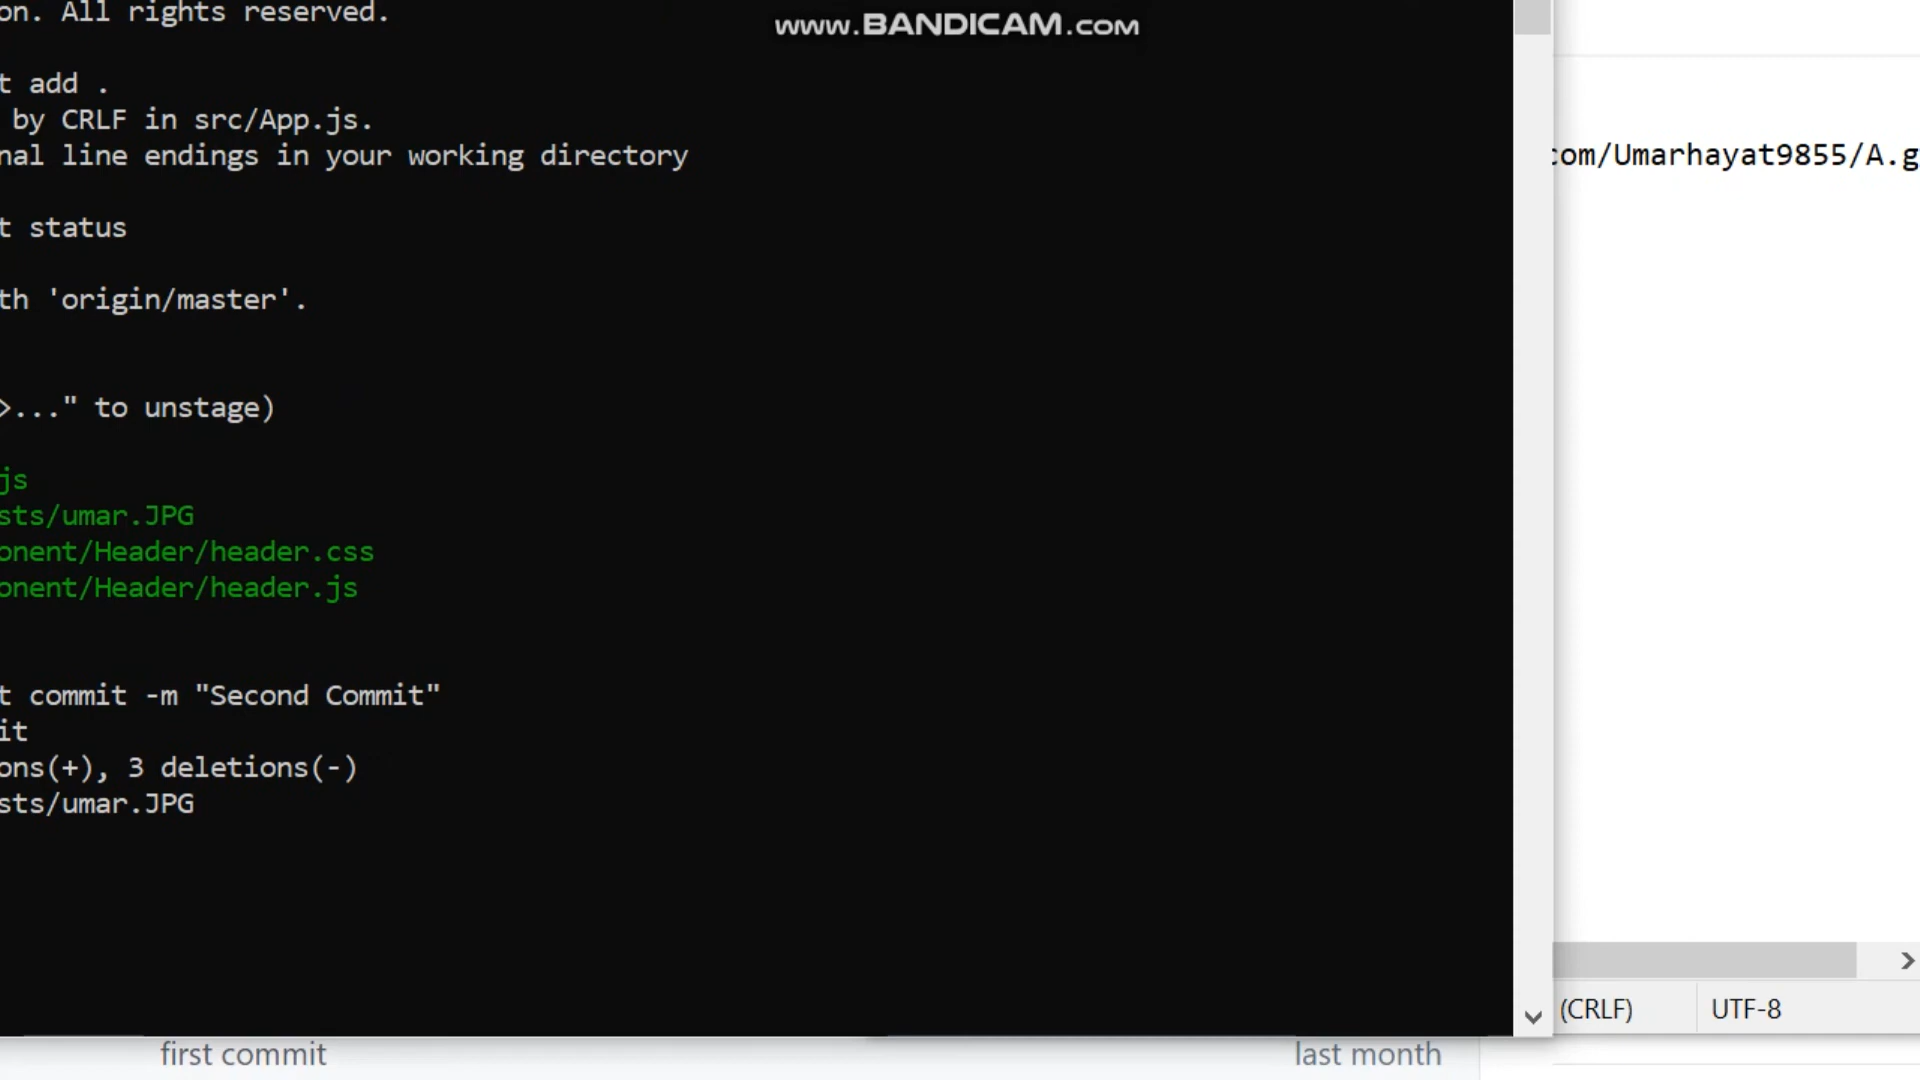 on. All rights reserved.
www.BANDICAM.com
t add .
by CRLF in src/App.js.
nal line endings in your working directory
com/Umarhayat9855/A.g
t status
th 'origin/master'.
>..." to unstage)
js
sts/umar.JPG
onent/Header/header.css
onent/Header/header.js
t commit -m "Second Commit"
it
ons(+), 3 deletions(-)
sts/umar.JPG
(CRLF)
UTF-8
first commit
last month